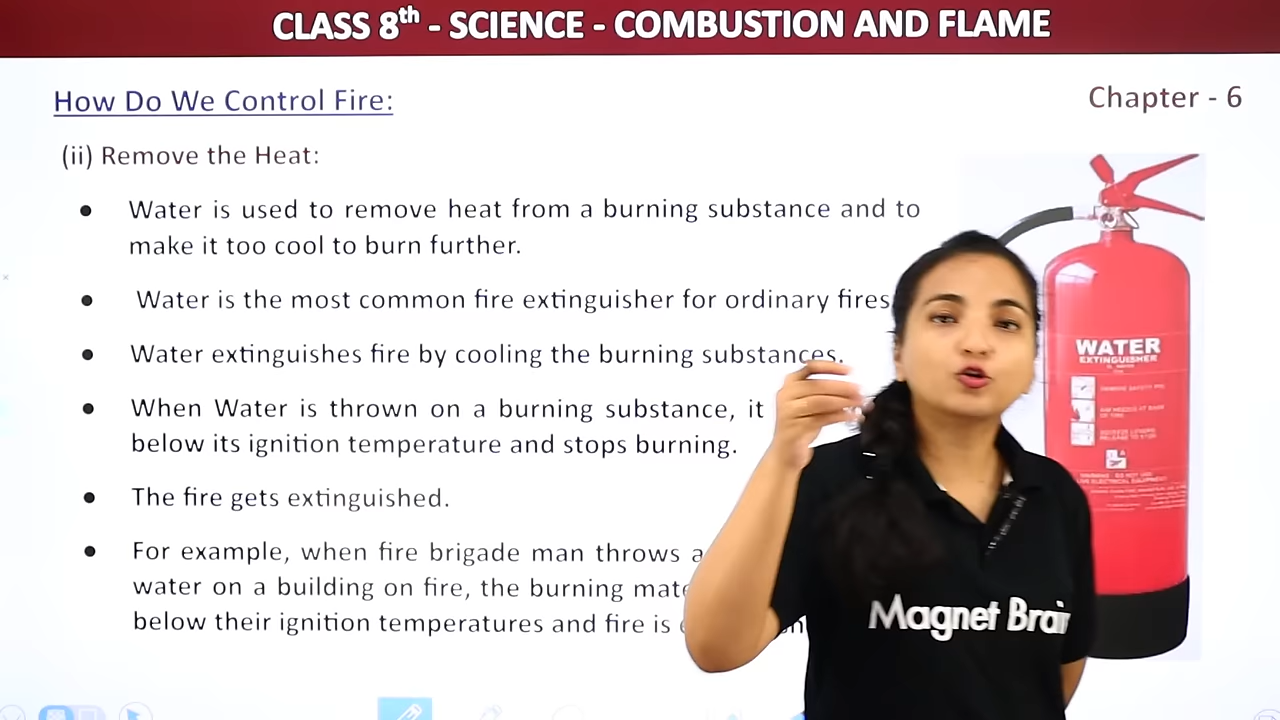 CLASS 8th - SCIENCE - COMBUSTION AND FLAME
How Do We Control Fire:
Chapter - 6
(ii) Remove the Heat:
● Water is used to remove heat from a burning substance and to
make it too cool to burn further.
● Water is the most common fire extinguisher for ordinary fires
● Water extinguishes fire by cooling the burning substances.
● When Water is thrown on a burning substance, it
below its ignition temperature and stops burning.
● The fire gets extinguished.
● For example, when fire brigade man throws a
water on a building on fire, the burning
below their ignition temperatures and fire is
WATER
EXTINGUISHER
Magnet Brain